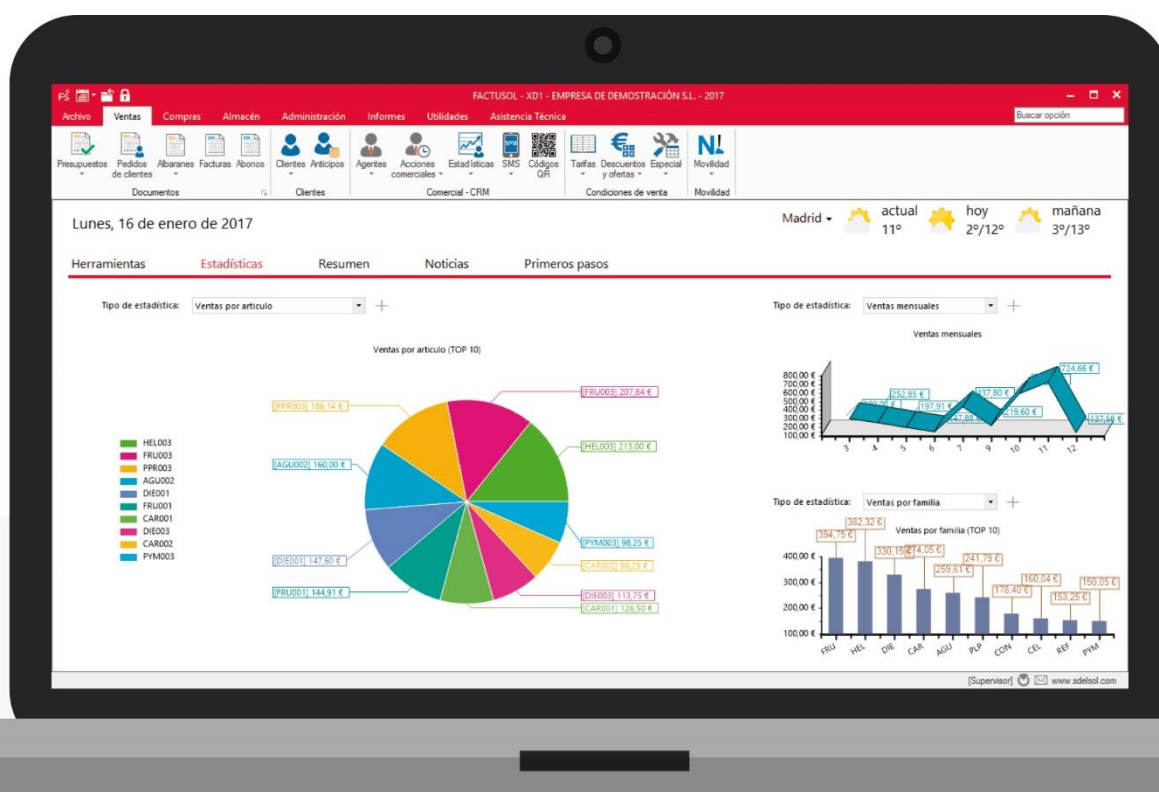 FACTUSOL - XD1 - EMPRESA DE DEMOSTRACIÓN S.L. - 2017
Archivo Ventas Compras Almacén Administración Informes Utilidades Asistencia Técnica Buscar opción
Presupuestos Pedidos de clientes Albaranes Facturas Abonos Clientes Anticipos Agentes Acciones comerciales Estadísticas SMS Códigos QR Tarifas Descuentos y ofertas Especial Movilidad
Documentos Clientes Comercial - CRM Condiciones de venta Movilidad
Lunes, 16 de enero de 2017
Madrid actual 11º hoy 2º/12º mañana 3º/13º
Herramientas Estadísticas Resumen Noticias Primeros pasos
Tipo de estadística: Ventas por articulo
Ventas por articulo (TOP 10)
HEL003
FRU003
PPR003
AGU002
DIE001
FRU001
CAR001
DIE003
CAR002
PYM003
[FRU003] 207,84 €
[HEL003] 213,00 €
[PYM003] 98,25 €
[CAR002] 98,25 €
[DIE003] 113,75 €
[CAR001] 126,50 €
[FRU001] 144,91 €
[DIE001] 147,60 €
[AGU002] 160,00 €
[PPR003] 186,14 €
Tipo de estadística: Ventas mensuales
Ventas mensuales
800,00 €
700,00 €
600,00 €
500,00 €
400,00 €
300,00 €
200,00 €
100,00 €
252,85 €
197,91 €
147,88 €
437,80 €
219,60 €
724,66 €
137,58 €
3 4 5 6 7 8 9 10 11 12
Tipo de estadística: Ventas por familia
Ventas por familia (TOP 10)
394,75 € 382,32 € 330,15 € 274,05 € 259,61 € 241,79 € 178,40 € 160,04 € 153,25 € 150,05 €
400,00 €
300,00 €
200,00 €
100,00 €
FRU HEL DIE CAR AGU PLP CON CEL REF PYM
[Supervisor] www.sdelsol.com